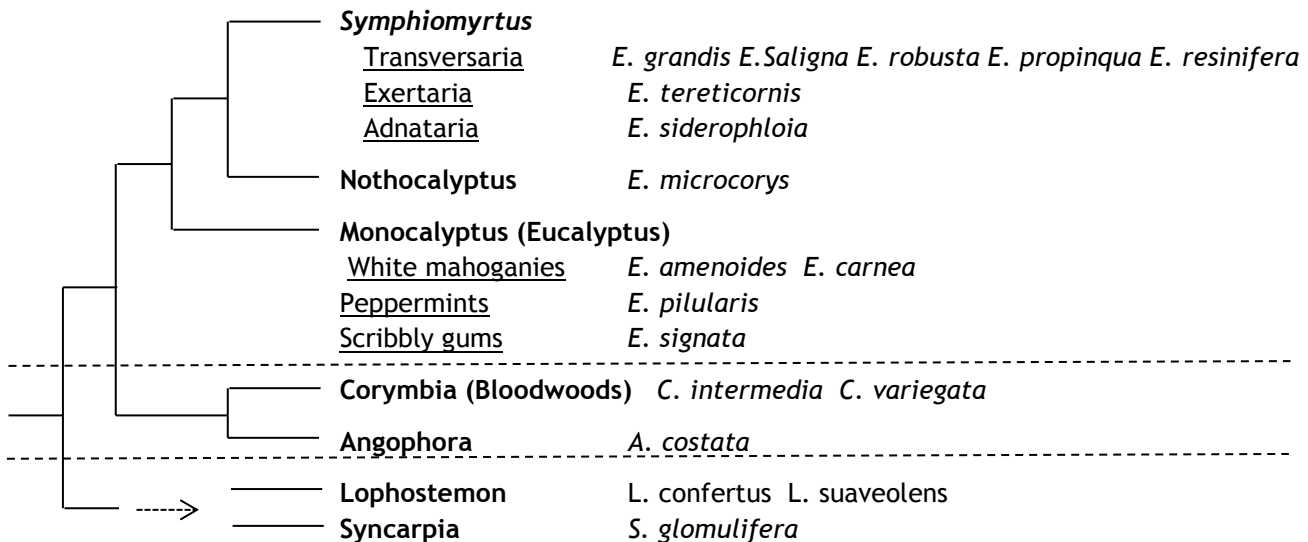 Symphiomyrtus
Transversaria E. grandis E.Saligna E. robusta E. propinqua E. resinifera
Exertaria E. tereticornis
Adnataria E. siderophloia
Nothocalyptus E. microcorys
Monocalyptus (Eucalyptus)
White mahoganies E. amenoides E. carnea
Peppermints E. pilularis
Scribbly gums E. signata
Corymbia (Bloodwoods) C. intermedia C. variegata
Angophora A. costata
Lophostemon L. confertus L. suaveolens
Syncarpia S. glomulifera